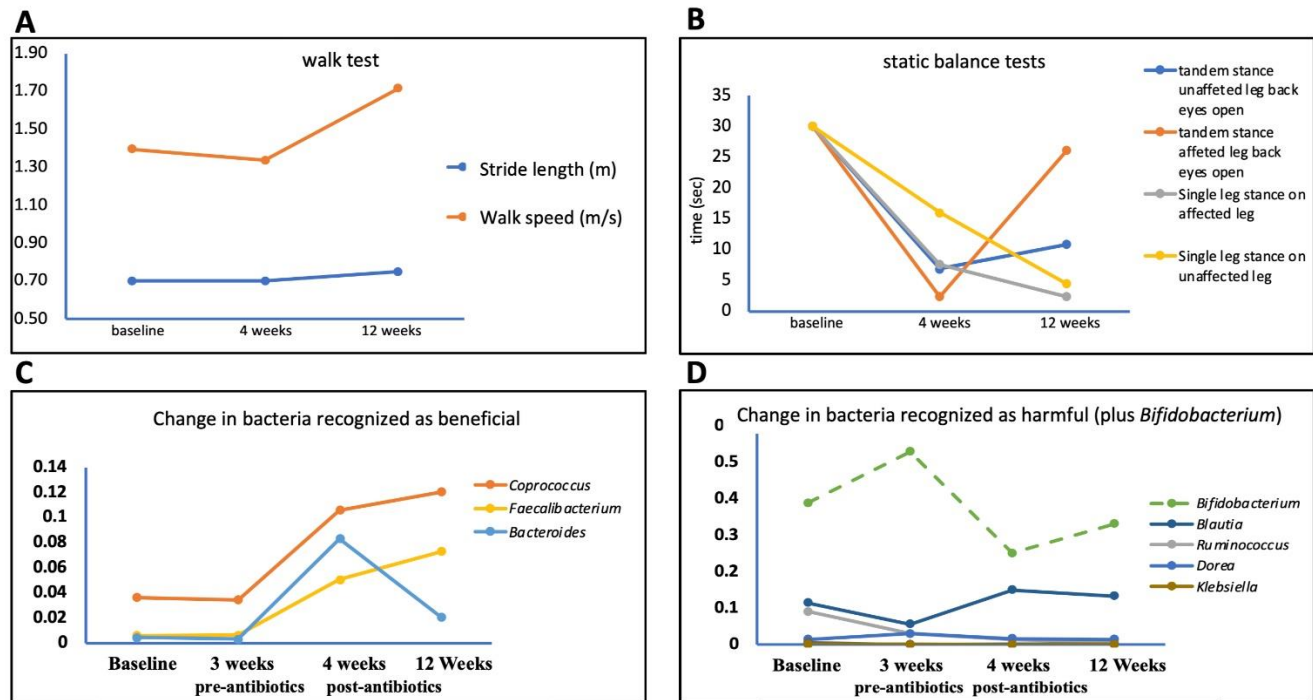 A
walk test
1.90
1.70
1.50
1.30
1.10
0.90
0.70
0.50
baseline
4 weeks
12 weeks
Stride length (m)
Walk speed (m/s)
B
static balance tests
time (sec)
35
30
25
20
15
10
5
0
baseline
4 weeks
12 weeks
tandem stance
unaffeted leg back
eyes open
tandem stance
affeted leg back
eyes open
Single leg stance on
affected leg
Single leg stance on
unaffected leg
C
Change in bacteria recognized as beneficial
0.14
0.12
0.1
0.08
0.06
0.04
0.02
0
Baseline
3 weeks
pre-antibiotics
4 weeks
post-antibiotics
12 Weeks
Coprococcus
Faecalibacterium
Bacteroides
D
Change in bacteria recognized as harmful (plus Bifidobacterium)
0
0.5
0.4
0.3
0.2
0.1
0
Baseline
3 weeks
pre-antibiotics
4 weeks
post-antibiotics
12 Weeks
Bifidobacterium
Blautia
Ruminococcus
Dorea
Klebsiella